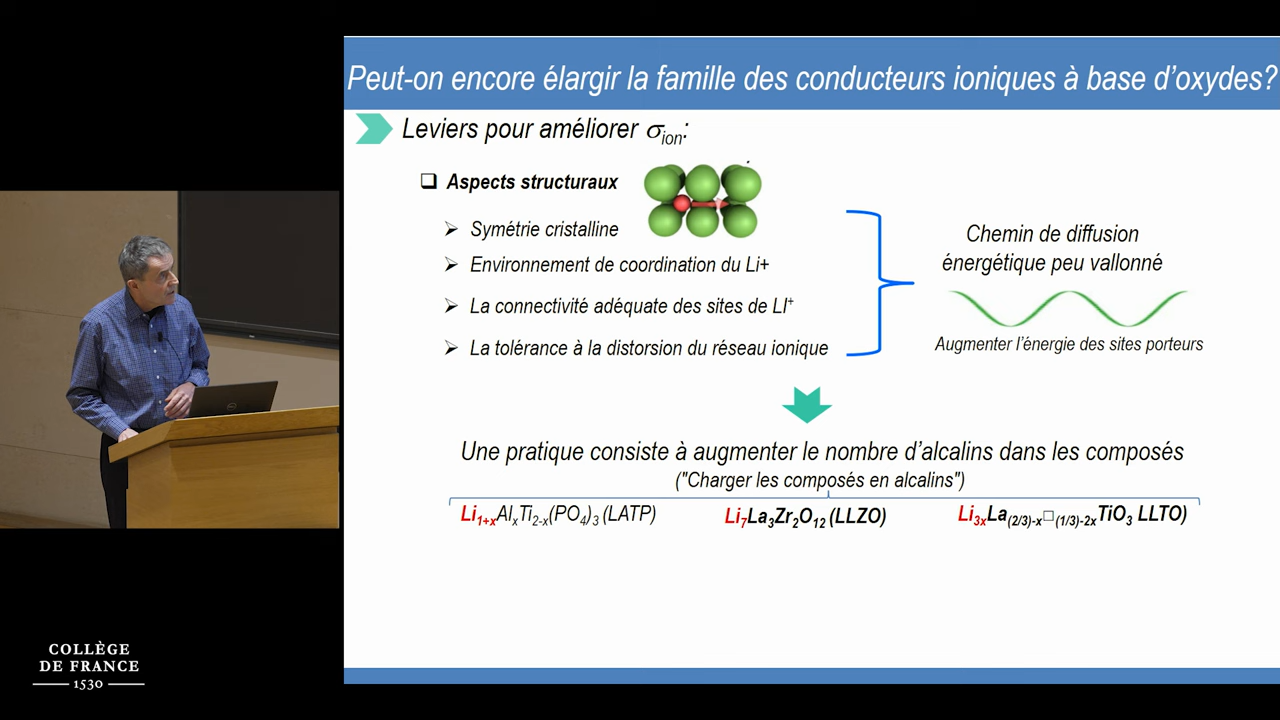 Peut-on encore élargir la famille des conducteurs ioniques à base d'oxydes?
Leviers pour améliorer σion:
Aspects structuraux
Symétrie cristalline
Environnement de coordination du Li+
La connectivité adéquate des sites de LI⁺
La tolérance à la distorsion du réseau ionique
Chemin de diffusion
énergétique peu vallonné
Augmenter l'énergie des sites porteurs
Une pratique consiste à augmenter le nombre d'alcalins dans les composés
("Charger les composés en alcalins")
Li1+xAlxTi2-x(PO4)3 (LATP)
Li7La3Zr2O12 (LLZO)
Li3xLa(2/3)-x□(1/3)-2xTiO3 LLTO)
COLLÈGE
DE FRANCE
1530